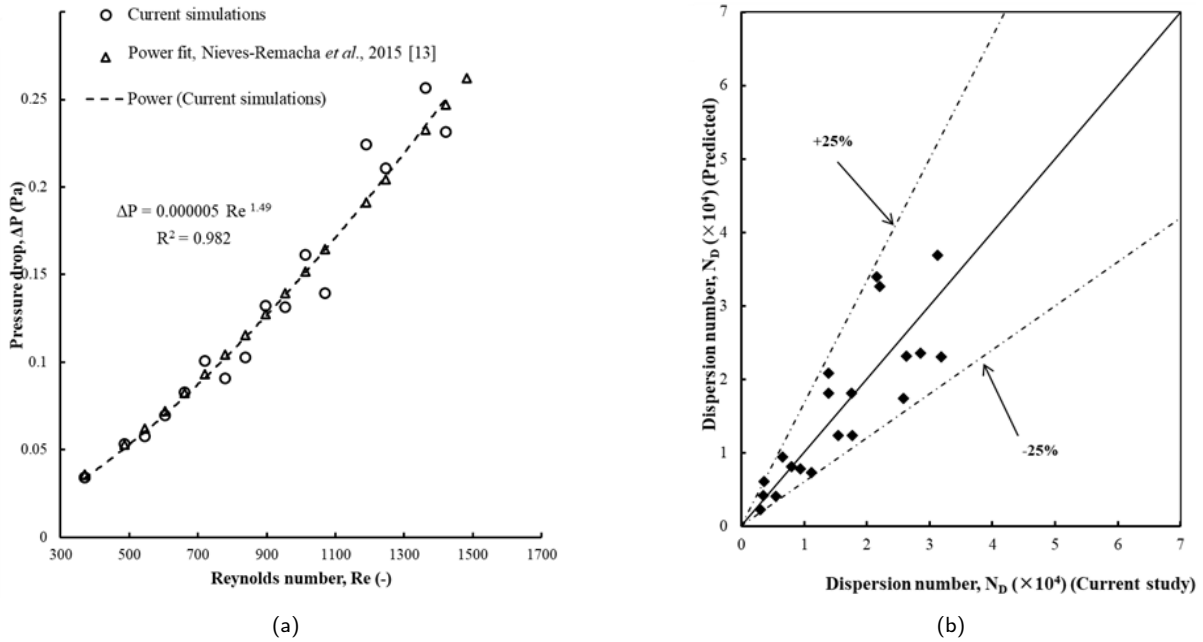 Current simulations
Power fit, Nieves-Remacha et al., 2015 [13]
Power (Current simulations)
ΔP = 0.000005 Re 1.49
R2 = 0.982
Pressure drop, ΔP (Pa)
0.25
0.2
0.15
0.1
0.05
0
300 500 700 900 1100 1300 1500 1700
Reynolds number, Re (-)
(a)
Dispersion number, ND (×10⁴) (Predicted)
7
6
5
4
3
2
1
0
+25%
-25%
0 1 2 3 4 5 6 7
Dispersion number, ND (×10⁴) (Current study)
(b)